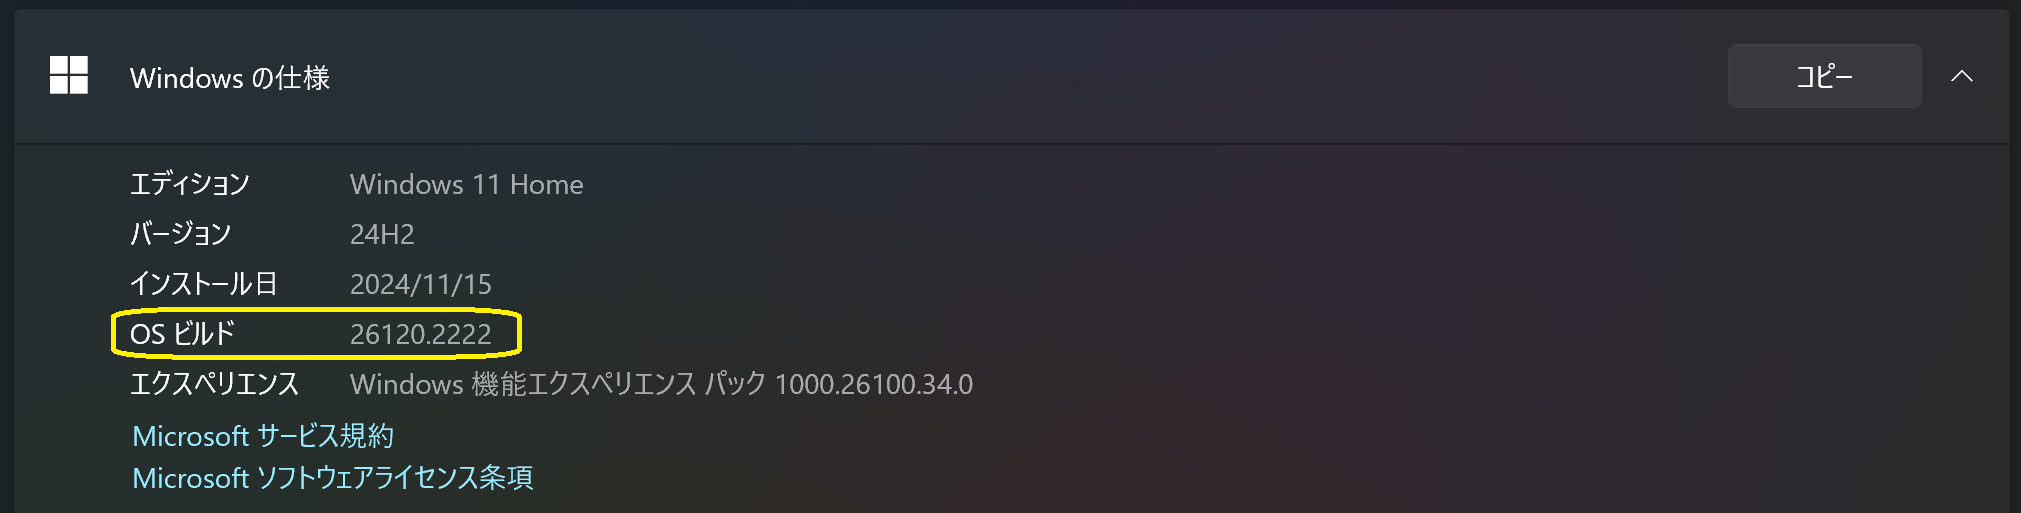 Windows の仕様
コピー
エディション Windows 11 Home
バージョン 24H2
インストール日 2024/11/15
OS ビルド 26120.2222
エクスペリエンス Windows 機能エクスペリエンス パック 1000.26100.34.0
Microsoft サービス規約
Microsoft ソフトウェアライセンス条項